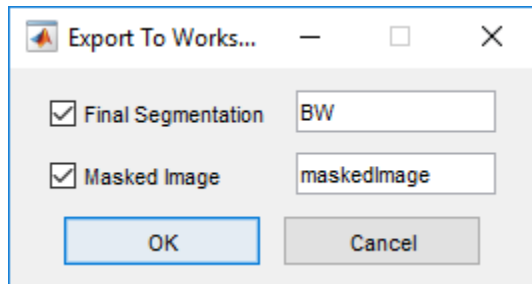 Export To Works...
Final Segmentation BW
Masked Image maskedImage
OK Cancel